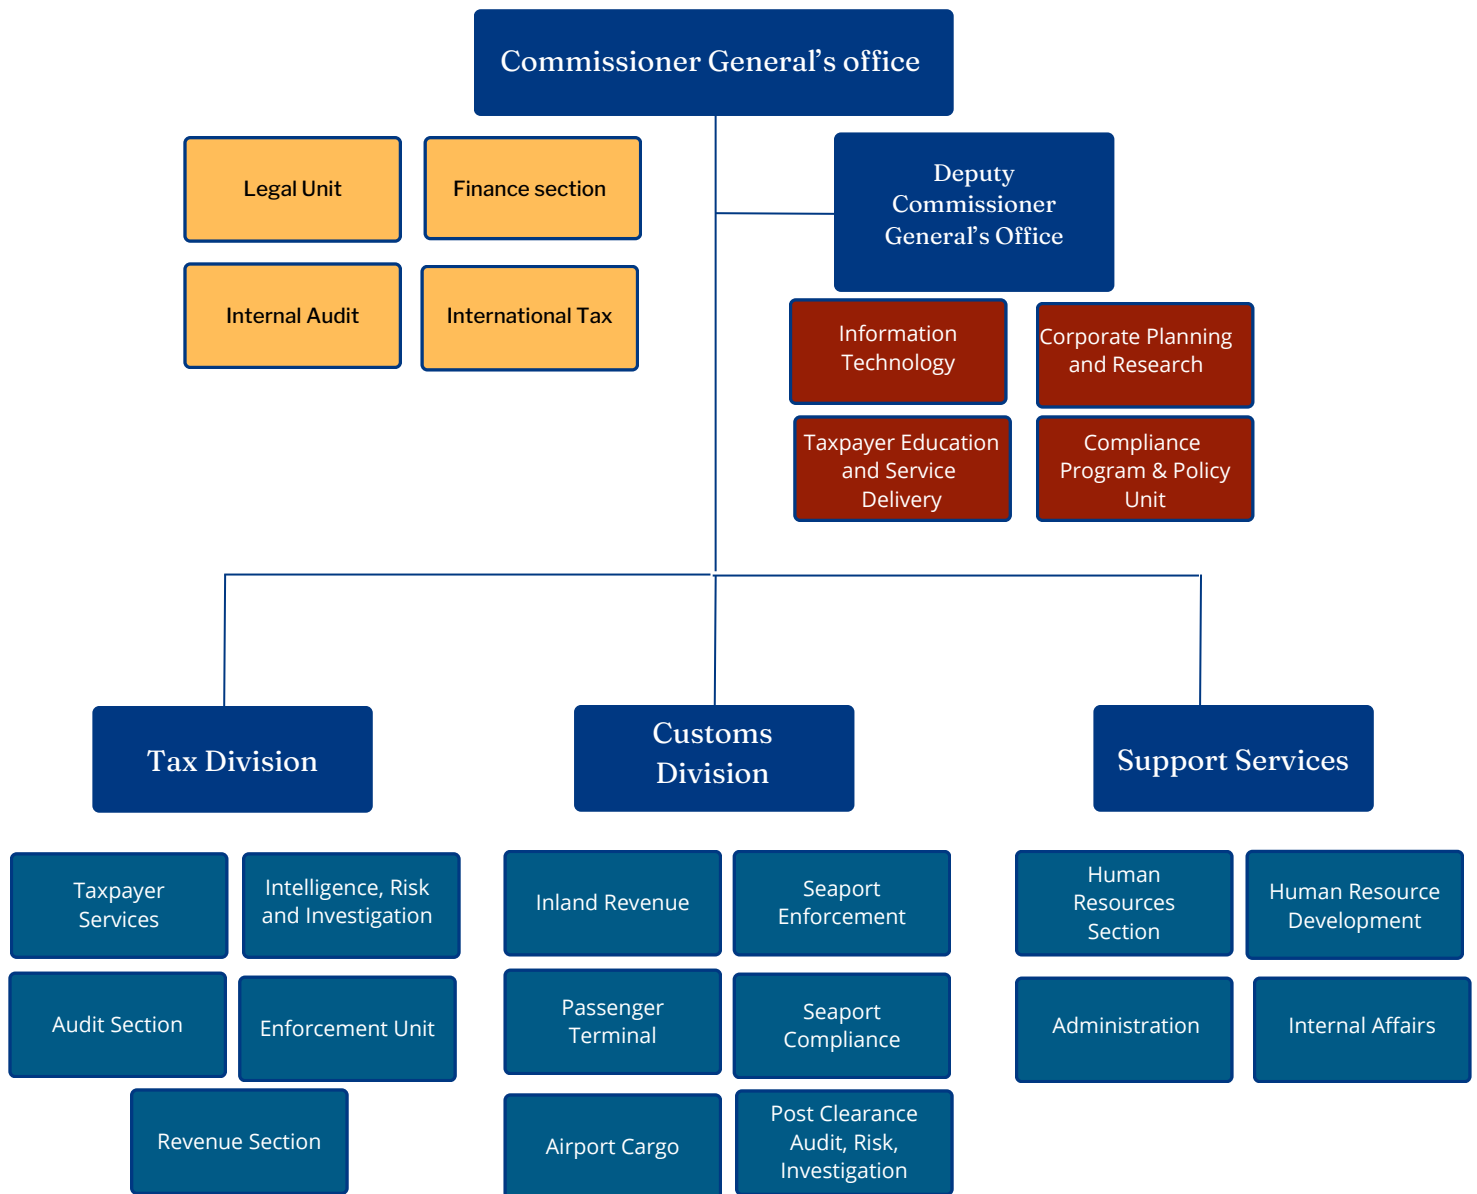 Commissioner General's office
Legal Unit
Finance section
Deputy
Commissioner
General's Office
Internal Audit
International Tax
Information
Technology
Corporate Planning
and Research
Taxpayer Education
and Service
Delivery
Compliance
Program & Policy
Unit
Tax Division
Customs
Division
Support Services
Taxpayer
Services
Intelligence, Risk
and Investigation
Audit Section
Enforcement Unit
Revenue Section
Inland Revenue
Seaport
Enforcement
Passenger
Terminal
Seaport
Compliance
Airport Cargo
Post Clearance
Audit, Risk,
Investigation
Human
Resources
Section
Human Resource
Development
Administration
Internal Affairs